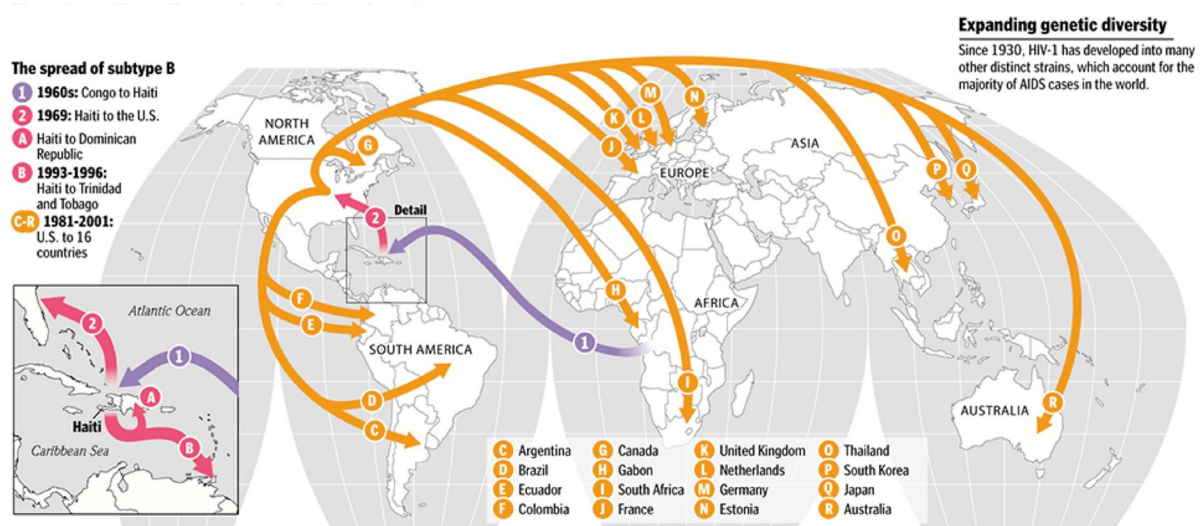 Expanding genetic diversity
Since 1930, HIV-1 has developed into many
other distinct strains, which account for the
majority of AIDS cases in the world.
The spread of subtype B
1 1960s: Congo to Haiti
2 1969: Haiti to the U.S.
A Haiti to Dominican
Republic
B 1993-1996:
Haiti to Trinidad
and Tobago
C-R 1981-2001:
U.S. to 16
countries
NORTH
AMERICA
G
K
L
M
N
J
ASIA
EUROPE
P
Q
2
Detail
O
H
AFRICA
F
E
1
SOUTH AMERICA
I
D
C
AUSTRALIA
R
Atlantic Ocean
2
1
A
Haiti
B
Caribbean Sea
C Argentina
D Brazil
E Ecuador
F Colombia
G Canada
H Gabon
I South Africa
J France
K United Kingdom
L Netherlands
M Germany
N Estonia
O Thailand
P South Korea
Q Japan
R Australia